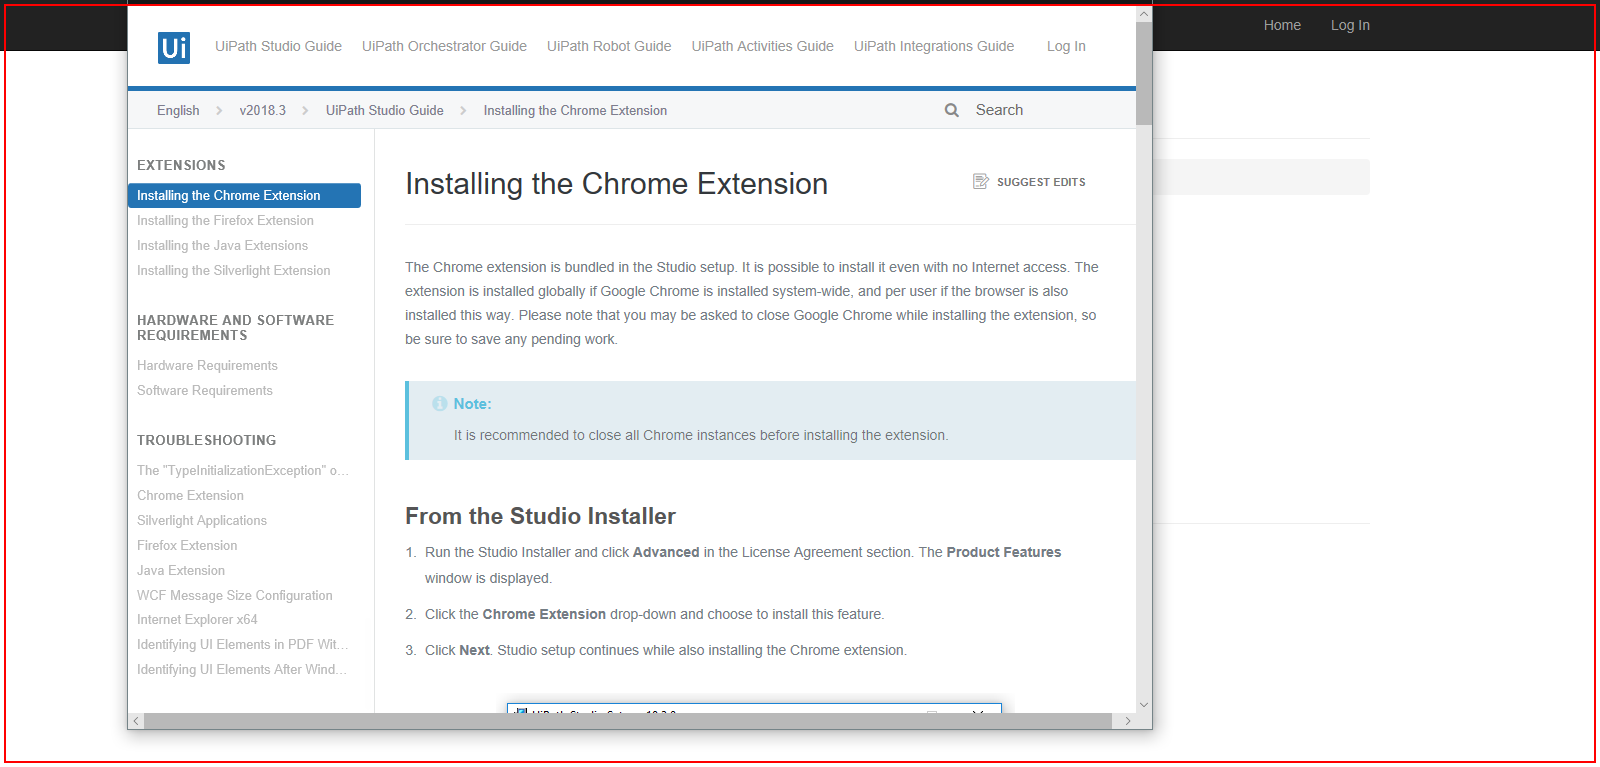 Home Log In
Ui UiPath Studio Guide UiPath Orchestrator Guide UiPath Robot Guide UiPath Activities Guide UiPath Integrations Guide Log In
English v2018.3 UiPath Studio Guide Installing the Chrome Extension Search
EXTENSIONS
Installing the Chrome Extension
Installing the Firefox Extension
Installing the Java Extensions
Installing the Silverlight Extension
HARDWARE AND SOFTWARE
REQUIREMENTS
Hardware Requirements
Software Requirements
TROUBLESHOOTING
The "TypeInitializationException" o...
Chrome Extension
Silverlight Applications
Firefox Extension
Java Extension
WCF Message Size Configuration
Internet Explorer x64
Identifying UI Elements in PDF Wit...
Identifying UI Elements After Wind...
Installing the Chrome Extension
SUGGEST EDITS
The Chrome extension is bundled in the Studio setup. It is possible to install it even with no Internet access. The
extension is installed globally if Google Chrome is installed system-wide, and per user if the browser is also
installed this way. Please note that you may be asked to close Google Chrome while installing the extension, so
be sure to save any pending work.
Note:
It is recommended to close all Chrome instances before installing the extension.
From the Studio Installer
1. Run the Studio Installer and click Advanced in the License Agreement section. The Product Features
window is displayed.
2. Click the Chrome Extension drop-down and choose to install this feature.
3. Click Next. Studio setup continues while also installing the Chrome extension.